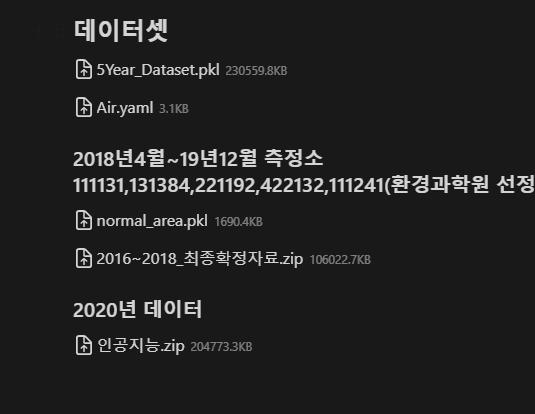 데이터셋
5Year_Dataset.pkl 230559.8KB
Air.yaml 3.1KB
2018년4월~19년12월 측정소
111131,131384,221192,422132,111241(환경과학원 선정
normal_area.pkl 1690.4KB
2016~2018_최종확정자료.zip 106022.7KB
2020년 데이터
인공지능.zip 204773.3KB